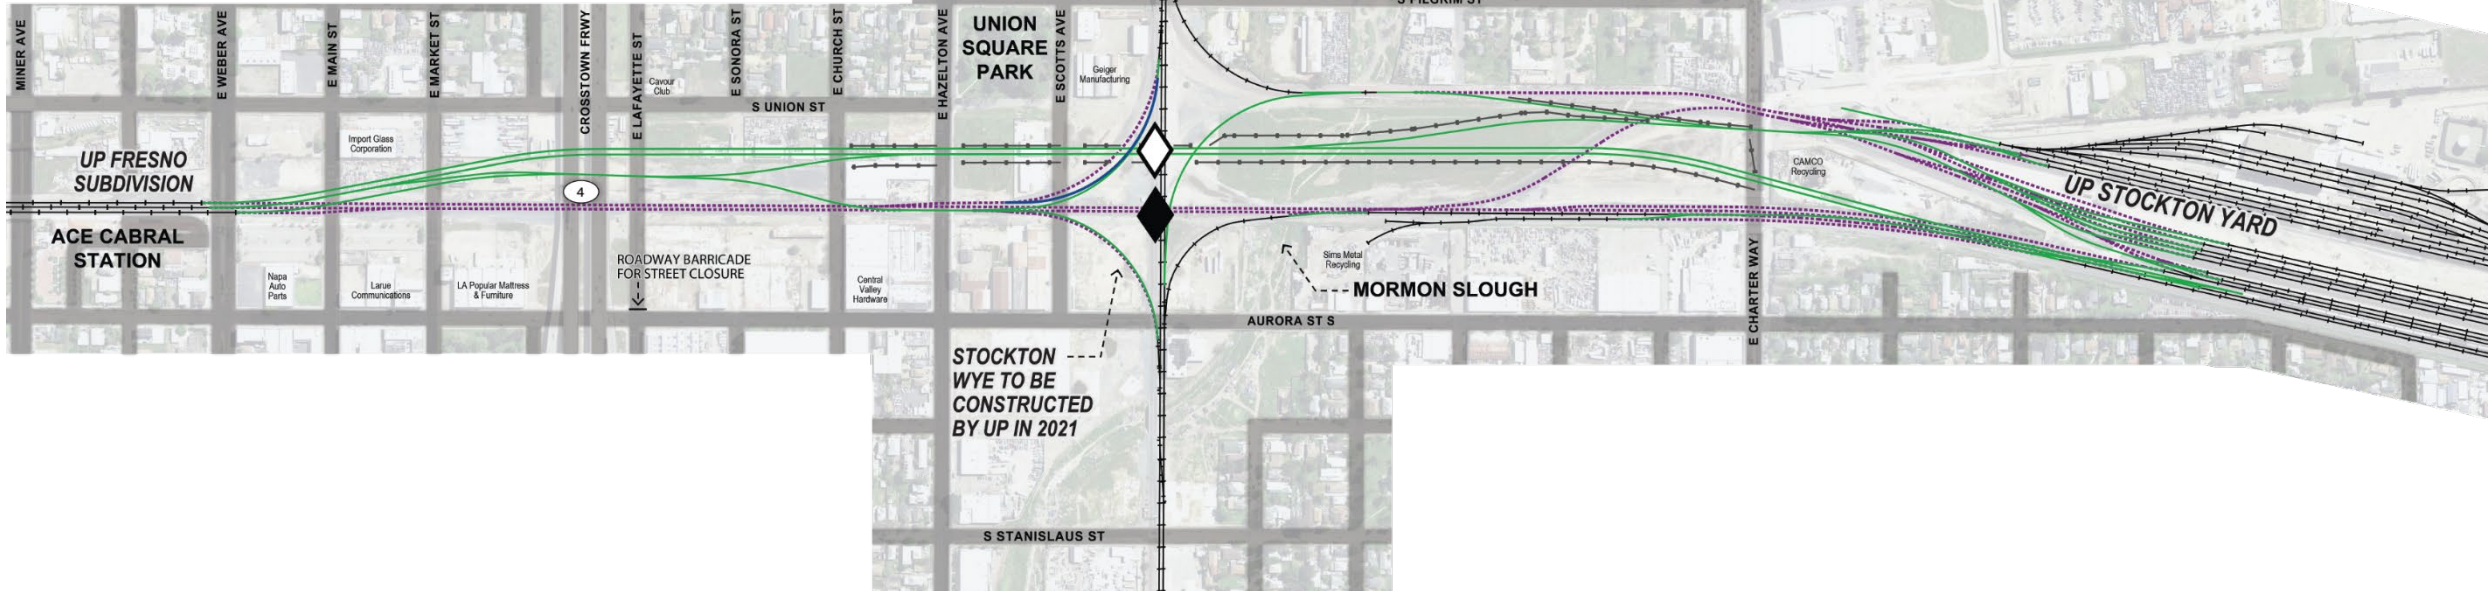 S PILGRIM ST
MINER AVE
E WEBER AVE
E MAIN ST
E MARKET ST
CROSSTOWN FRWY
E LAFAYETTE ST
Cavour
Club
E SONORA ST
E CHURCH ST
E HAZELTON AVE
UNION
SQUARE
PARK
E SCOTTS AVE
Geiger
Manufacturing
S UNION ST
Import Glass
Corporation
UP FRESNO
SUBDIVISION
4
CAMCO
Recycling
UP STOCKTON YARD
ACE CABRAL
STATION
Napa
Auto
Parts
Larue
Communications
LA Popular Mattress
& Furniture
ROADWAY BARRICADE
FOR STREET CLOSURE
Central
Valley
Hardware
Sims Metal
Recycling
MORMON SLOUGH
E CHARTER WAY
AURORA ST S
STOCKTON
WYE TO BE
CONSTRUCTED
BY UP IN 2021
S STANISLAUS ST